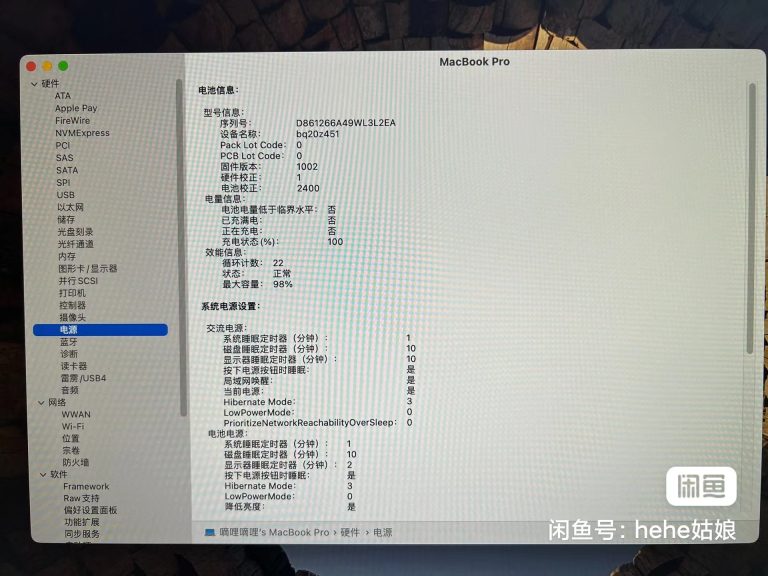 MacBook Pro
硬件
ATA
Apple Pay
FireWire
NVMExpress
PCI
SAS
SATA
SPI
USB
以太网
储存
光盘刻录
光纤通道
内存
图形卡/显示器
并行SCSI
打印机
控制器
摄像头
电源
蓝牙
诊断
读卡器
雷雳/USB4
音频
网络
WWAN
Wi-Fi
位置
宗卷
防火墙
软件
Framework
Raw支持
偏好设置面板
功能扩展
同步服务
电池信息:
型号信息:
序列号: D861266A49WL3L2EA
设备名称: bq20z451
Pack Lot Code: 0
PCB Lot Code: 0
固件版本: 1002
硬件校正: 1
电池校正: 2400
电量信息:
电池电量低于临界水平: 否
已充满电: 否
正在充电: 否
充电状态(%): 100
效能信息:
循环计数: 22
状态: 正常
最大容量: 98%
系统电源设置:
交流电源:
系统睡眠定时器(分钟): 1
磁盘睡眠定时器(分钟): 10
显示器睡眠定时器(分钟): 10
按下电源按钮时睡眠: 是
局域网唤醒: 是
当前电源: 是
Hibernate Mode: 3
LowPowerMode: 0
PrioritizeNetworkReachabilityOverSleep: 0
电池电源:
系统睡眠定时器(分钟): 1
磁盘睡眠定时器(分钟): 10
显示器睡眠定时器(分钟): 2
按下电源按钮时睡眠: 是
Hibernate Mode: 3
LowPowerMode: 0
降低亮度: 是
嘀哩嘀哩's MacBook Pro › 硬件 › 电源
闲鱼
闲鱼号:hehe姑娘